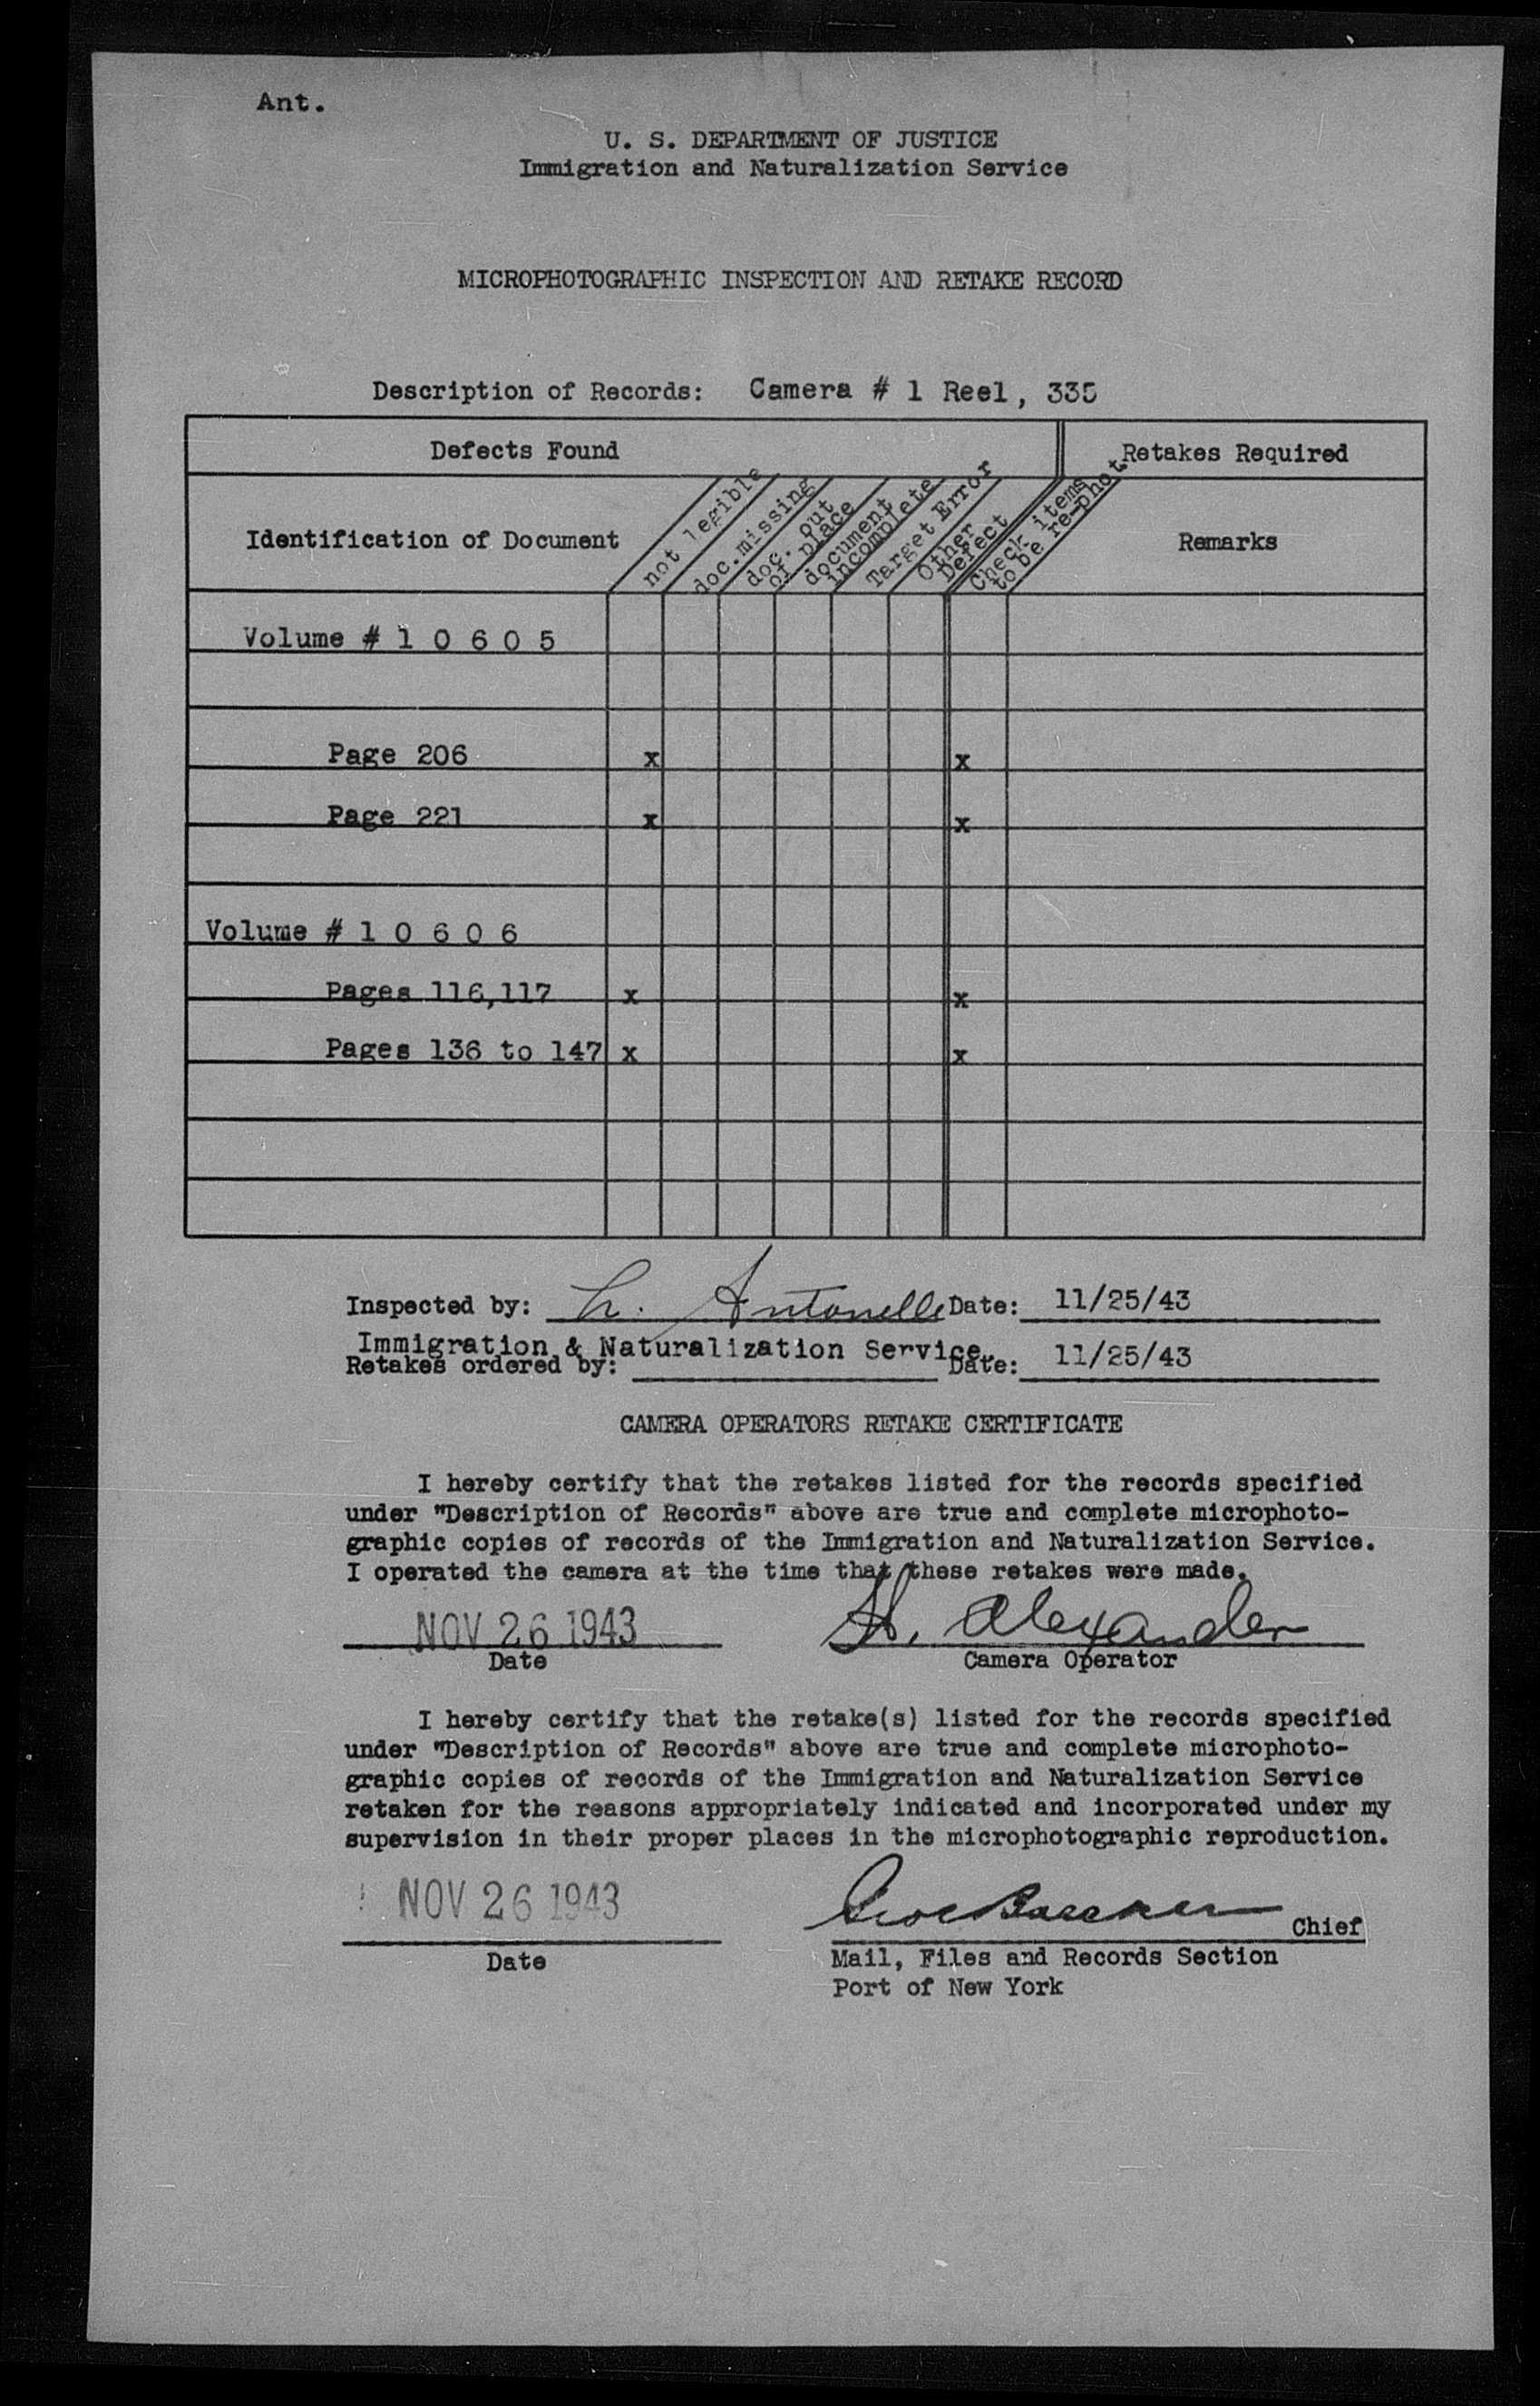 Ant.
U. S. DEPARTMENT OF JUSTICE
Immigration and Naturalization Service
MICROPHOTOGRAPHIC INSPECTION AND RETAKE RECORD
Description of Records: Camera # 1 Reel, 335
Defects Found
Retakes Required
Identification of Document
not legible
doc. missing
doc. out
of place
document
incomplete
Target Error
Other
Defect
Check items
to be re-phot.
Remarks
Volume # 1 0 6 0 5
Page 206 x x
Page 221 x x
Volume # 1 0 6 0 6
Pages 116,117 x x
Pages 136 to 147 x x
Inspected by: L. Antonelle Date: 11/25/43
Immigration & Naturalization Service.
Retakes ordered by: Date: 11/25/43
CAMERA OPERATORS RETAKE CERTIFICATE
I hereby certify that the retakes listed for the records specified
under "Description of Records" above are true and complete microphoto-
graphic copies of records of the Immigration and Naturalization Service.
I operated the camera at the time that these retakes were made.
NOV 26 1943 H. Alexander
Date Camera Operator
I hereby certify that the retake(s) listed for the records specified
under "Description of Records" above are true and complete microphoto-
graphic copies of records of the Immigration and Naturalization Service
retaken for the reasons appropriately indicated and incorporated under my
supervision in their proper places in the microphotographic reproduction.
NOV 26 1943
Chief
Date
Mail, Files and Records Section
Port of New York